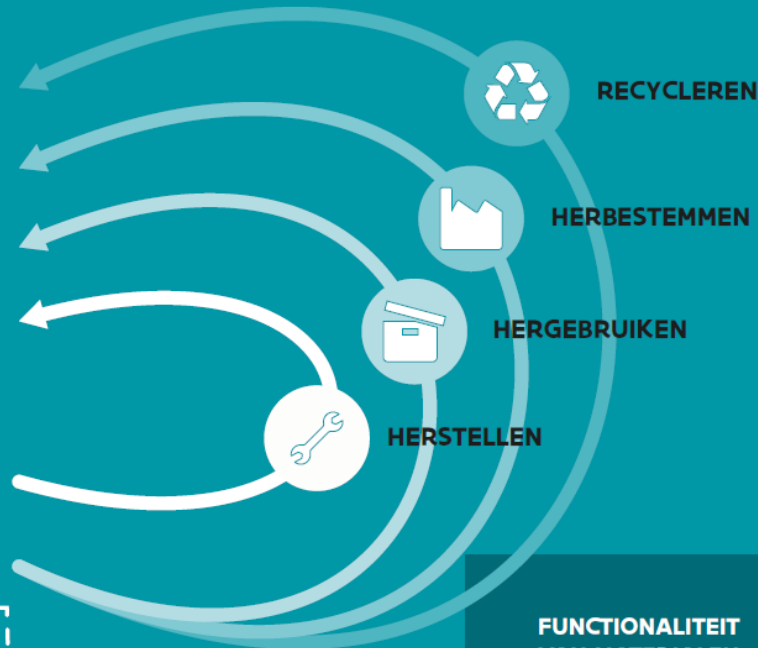 RECYCLEREN
HERBESTEMMEN
HERGEBRUIKEN
HERSTELLEN
FUNCTIONALITEIT